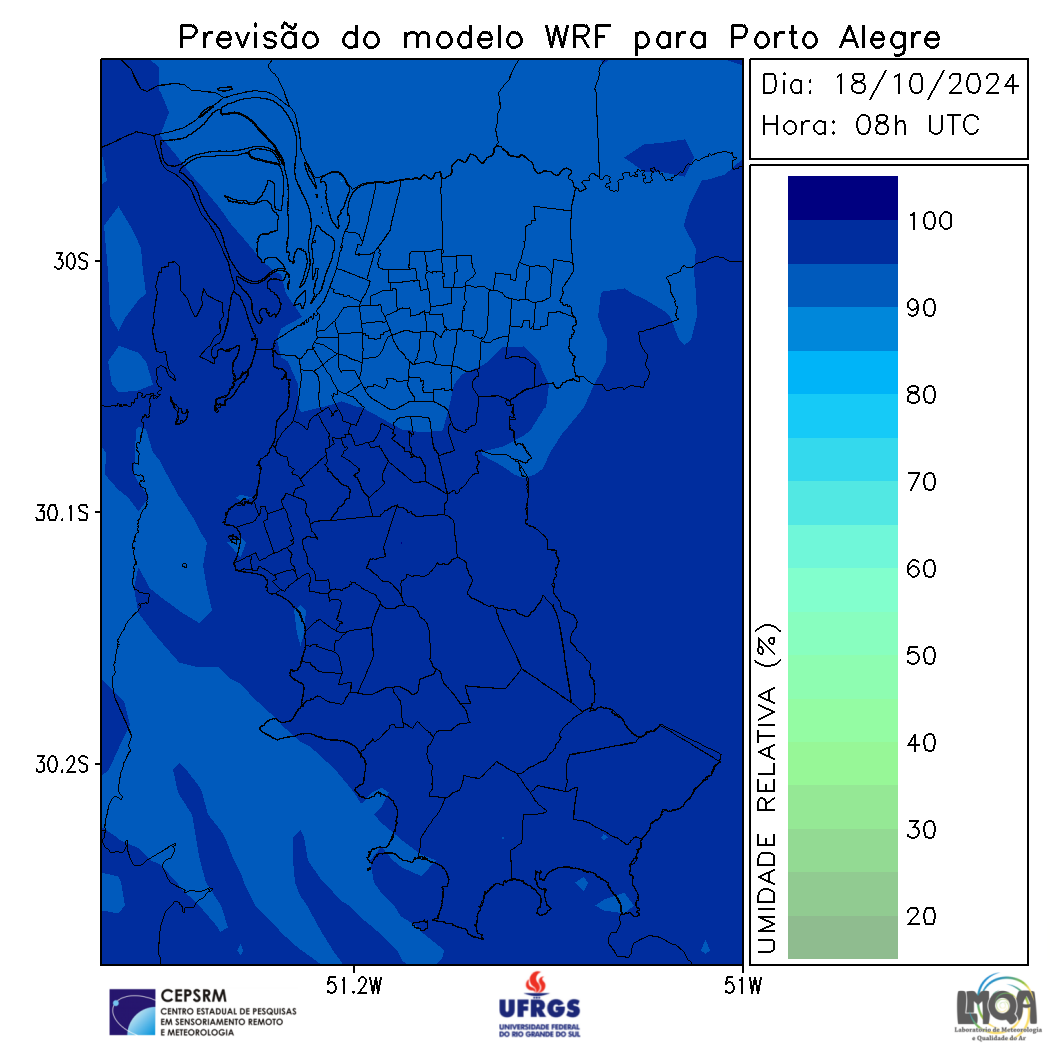 Previsão do modelo WRF para Porto Alegre
Dia: 18/10/2024
Hora: 08h UTC
30S
30.1S
30.2S
51.2W
51W
100
90
80
70
60
50
40
30
20
UMIDADE RELATIVA (%)
CEPSRM
CENTRO ESTADUAL DE PESQUISAS
EM SENSORIAMENTO REMOTO
E METEOROLOGIA
UFRGS
UNIVERSIDADE FEDERAL
DO RIO GRANDE DO SUL
LMQA
Laboratório de Meteorologia
e Qualidade do Ar